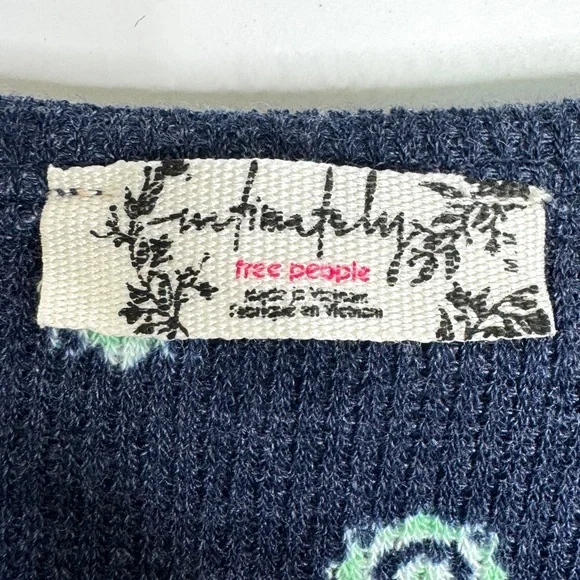 intimately
free people
Made in Vietnam
Fabriqué en Vietnam
M M